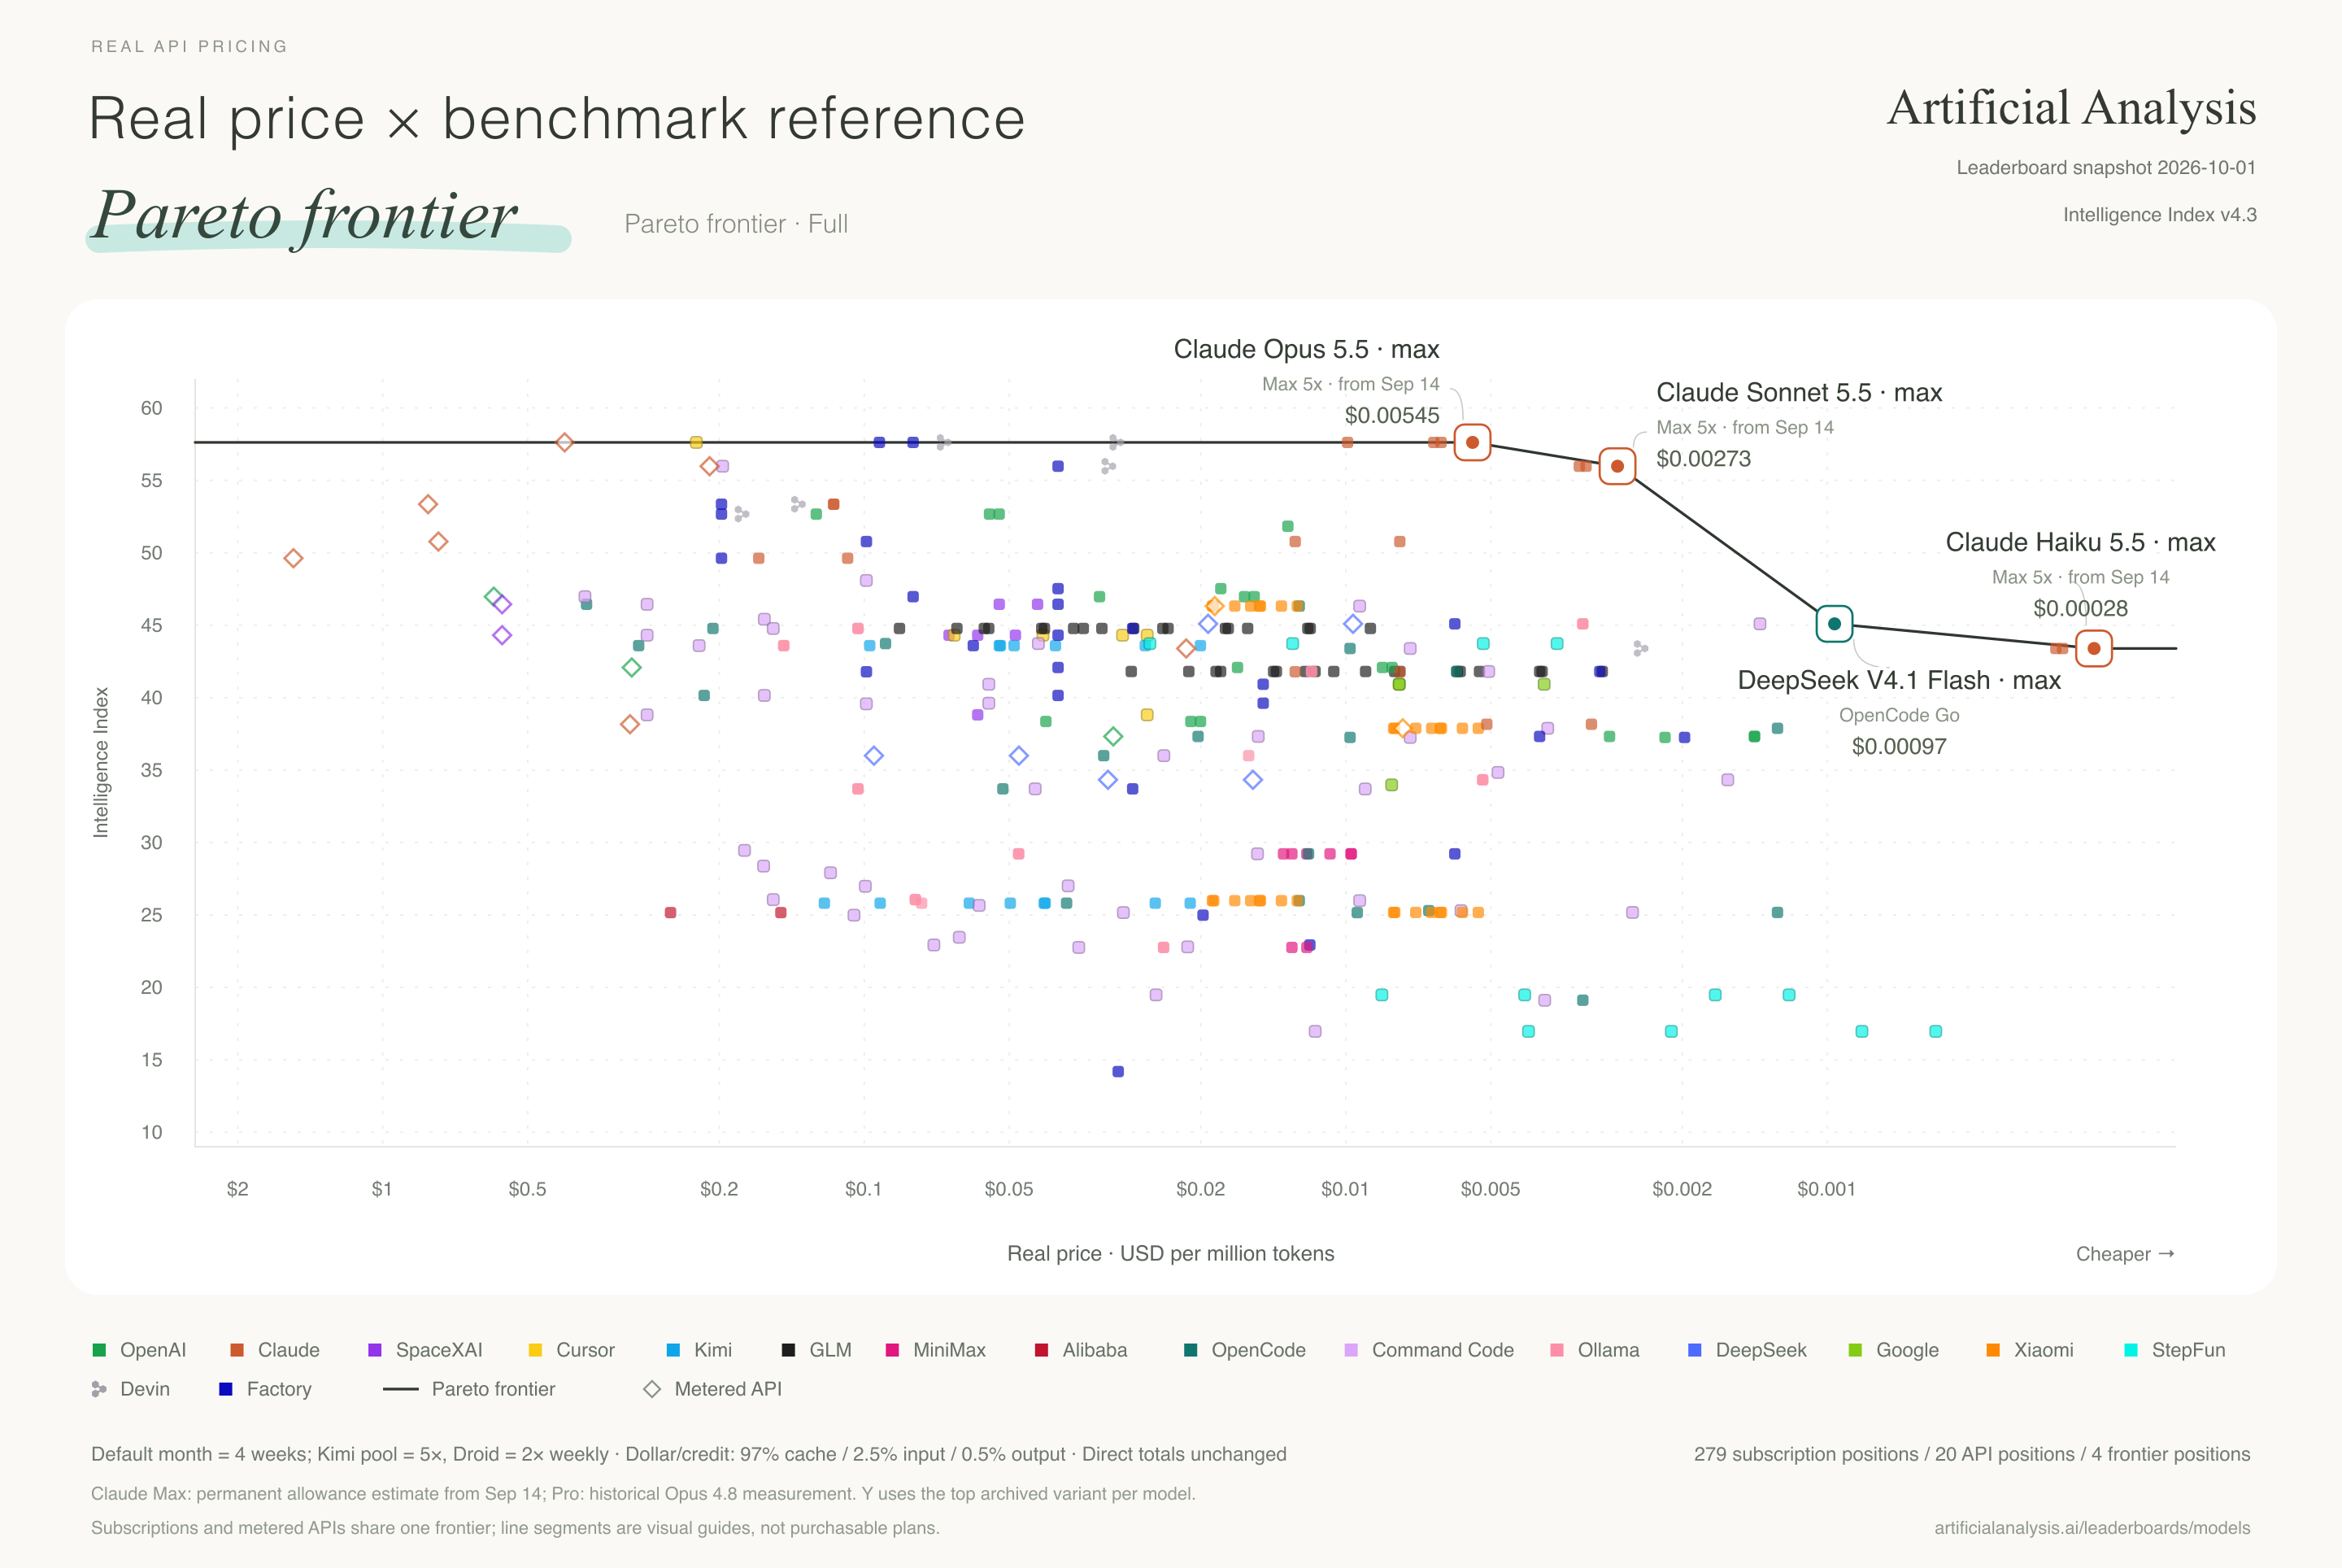 REAL API PRICING
Real price × benchmark reference
Pareto frontier
Pareto frontier · Full
Artificial Analysis
Leaderboard snapshot 2026-10-01
Intelligence Index v4.3
Claude Opus 5.5 · max
Max 5x · from Sep 14
$0.00545
Claude Sonnet 5.5 · max
Max 5x · from Sep 14
$0.00273
Claude Haiku 5.5 · max
Max 5x · from Sep 14
$0.00028
DeepSeek V4.1 Flash · max
OpenCode Go
$0.00097
Intelligence Index
60
55
50
45
40
35
30
25
20
15
10
$2 $1 $0.5 $0.2 $0.1 $0.05 $0.02 $0.01 $0.005 $0.002 $0.001
Real price · USD per million tokens
Cheaper →
OpenAI Claude SpaceXAI Cursor Kimi GLM MiniMax Alibaba OpenCode Command Code Ollama DeepSeek Google Xiaomi StepFun
Devin Factory Pareto frontier Metered API
Default month = 4 weeks; Kimi pool = 5×, Droid = 2× weekly · Dollar/credit: 97% cache / 2.5% input / 0.5% output · Direct totals unchanged
279 subscription positions / 20 API positions / 4 frontier positions
Claude Max: permanent allowance estimate from Sep 14; Pro: historical Opus 4.8 measurement. Y uses the top archived variant per model.
Subscriptions and metered APIs share one frontier; line segments are visual guides, not purchasable plans.
artificialanalysis.ai/leaderboards/models